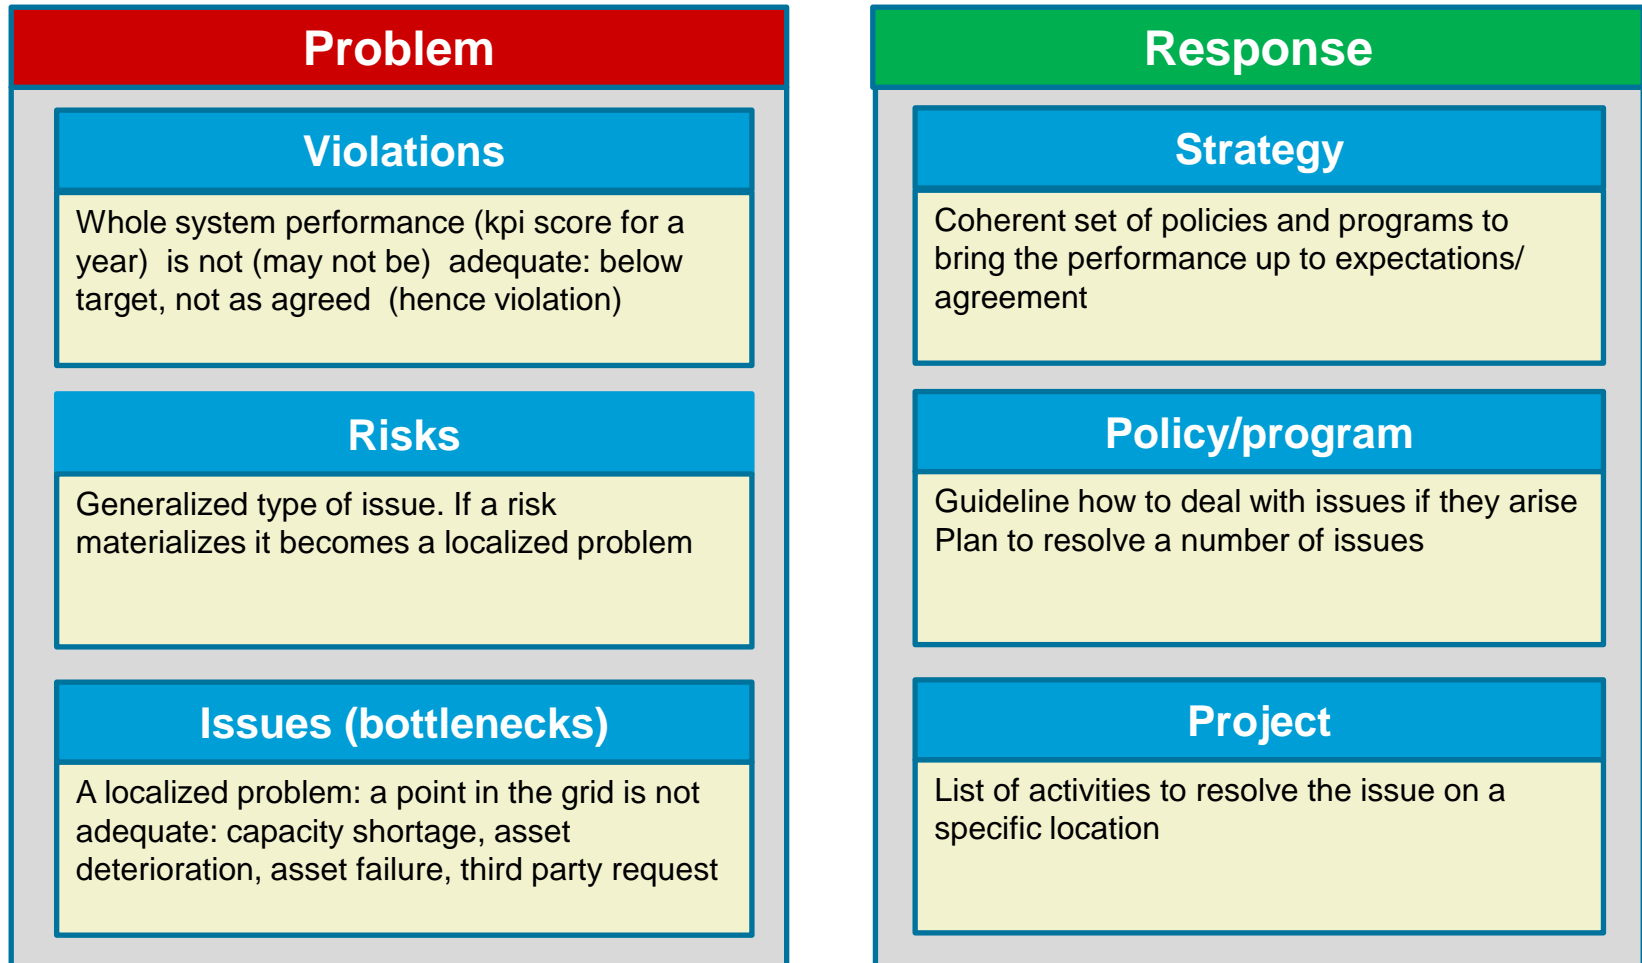 Problem
Violations
Whole system performance (kpi score for a
year)  is not (may not be)  adequate: below
target, not as agreed  (hence violation)
Risks
Generalized type of issue. If a risk
materializes it becomes a localized problem
Issues (bottlenecks)
A localized problem: a point in the grid is not
adequate: capacity shortage, asset
deterioration, asset failure, third party request
Response
Strategy
Coherent set of policies and programs to
bring the performance up to expectations/
agreement
Policy/program
Guideline how to deal with issues if they arise
Plan to resolve a number of issues
Project
List of activities to resolve the issue on a
specific location